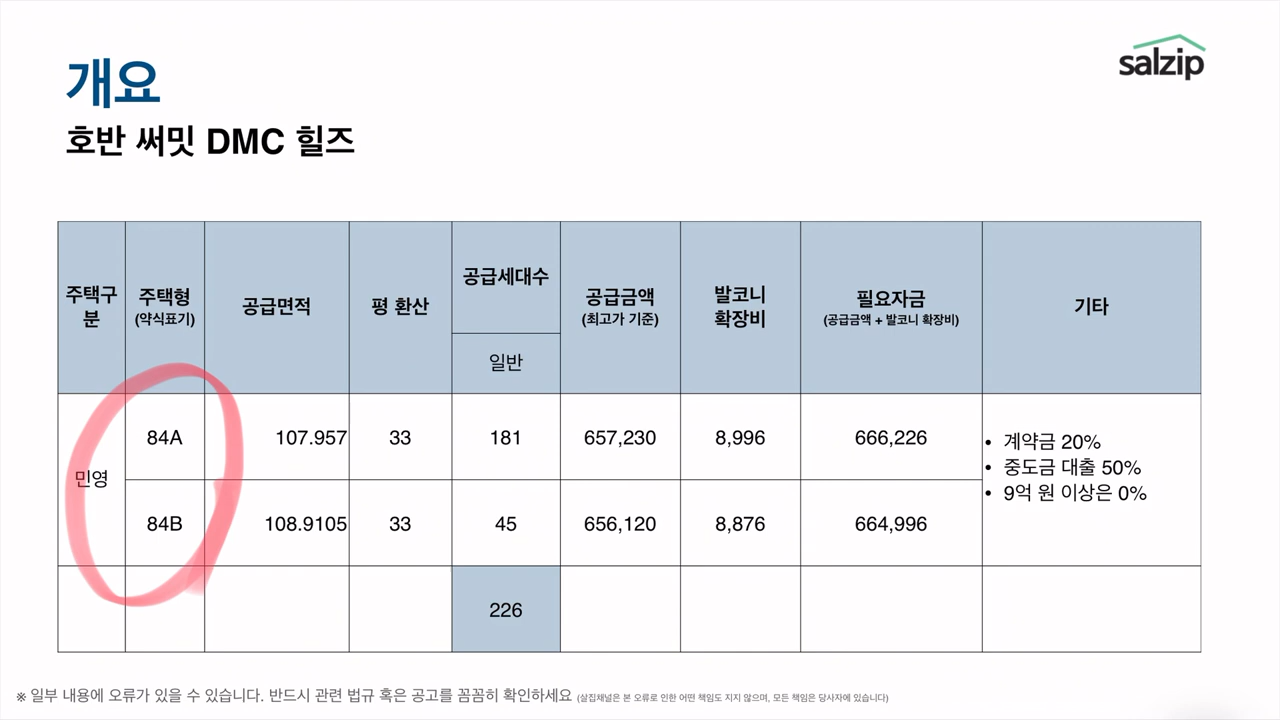 salzip
개요
호반 써밋 DMC 힐즈
주택구분 주택형 (약식표기) 공급면적 평 환산 공급세대수 공급금액 (최고가 기준) 발코니 확장비 필요자금 (공급금액 + 발코니 확장비) 기타
일반
민영 84A 107.957 33 181 657,230 8,996 666,226
84B 108.9105 33 45 656,120 8,876 664,996
• 계약금 20%
• 중도금 대출 50%
• 9억 원 이상은 0%
226
※ 일부 내용에 오류가 있을 수 있습니다. 반드시 관련 법규 혹은 공고를 꼼꼼히 확인하세요 (살집채널은 본 오류로 인한 어떤 책임도 지지 않으며, 모든 책임은 당사자에 있습니다)